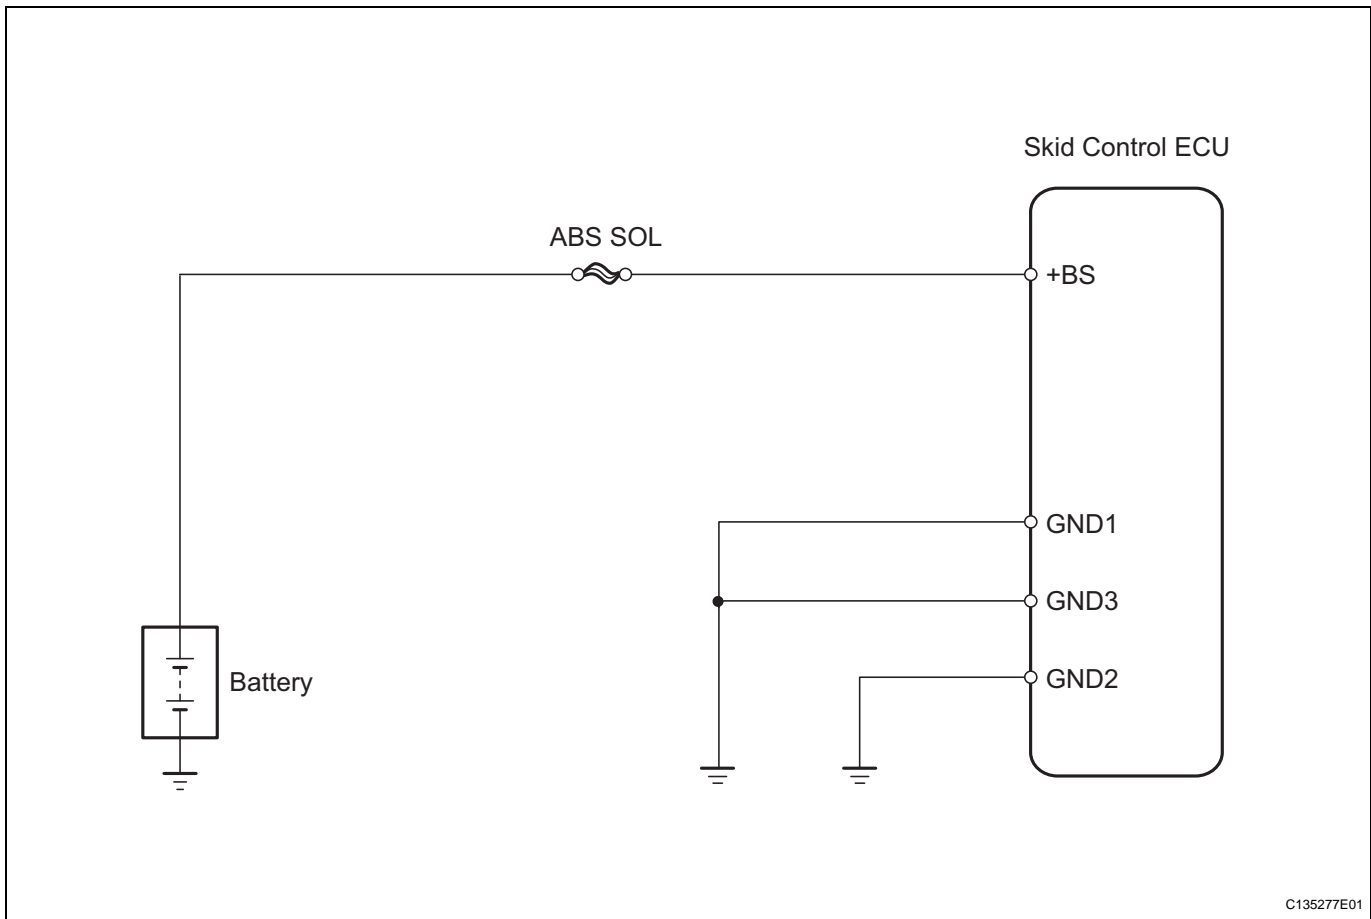 Skid Control ECU
ABS SOL
+BS
GND1
GND3
GND2
Battery
C135277E01